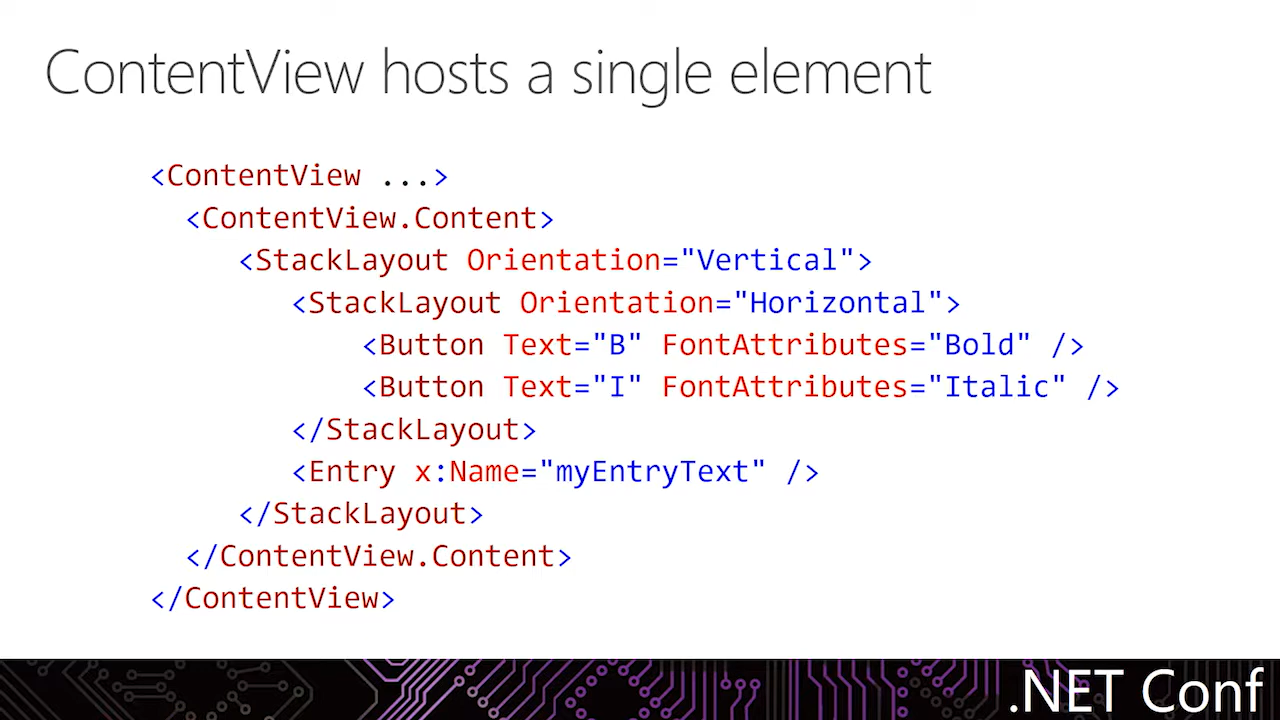 ContentView hosts a single element
<ContentView ...>
<ContentView.Content>
<StackLayout Orientation="Vertical">
<StackLayout Orientation="Horizontal">
<Button Text="B" FontAttributes="Bold" />
<Button Text="I" FontAttributes="Italic" />
</StackLayout>
<Entry x:Name="myEntryText" />
</StackLayout>
</ContentView.Content>
</ContentView>
.NET Conf